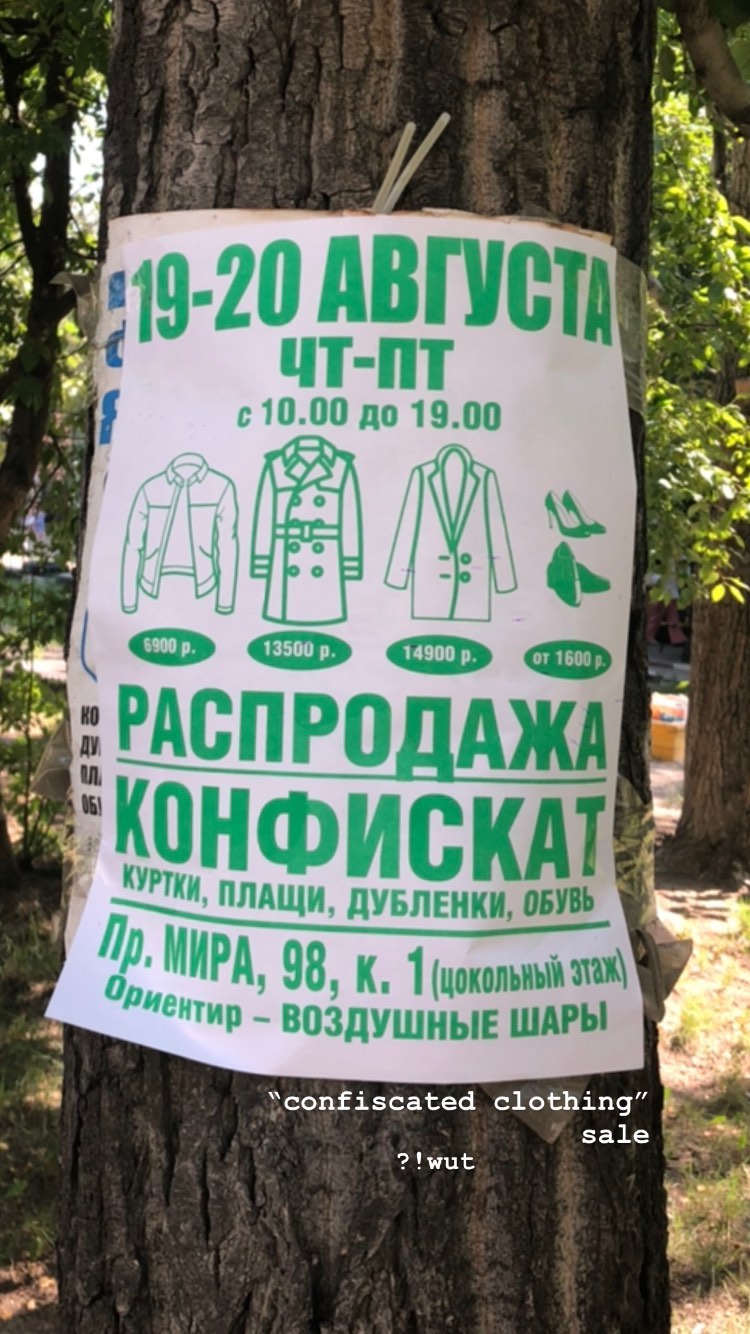 19-20 АВГУСТА
ЧТ-ПТ
с 10.00 до 19.00
6900 р. 13500 р. 14900 р. от 1600 р.
РАСПРОДАЖА
КОНФИСКАТ
КУРТКИ, ПЛАЩИ, ДУБЛЕНКИ, ОБУВЬ
Пр. МИРА, 98, к. 1 (цокольный этаж)
Ориентир – ВОЗДУШНЫЕ ШАРЫ
“confiscated clothing”
sale
?!wut